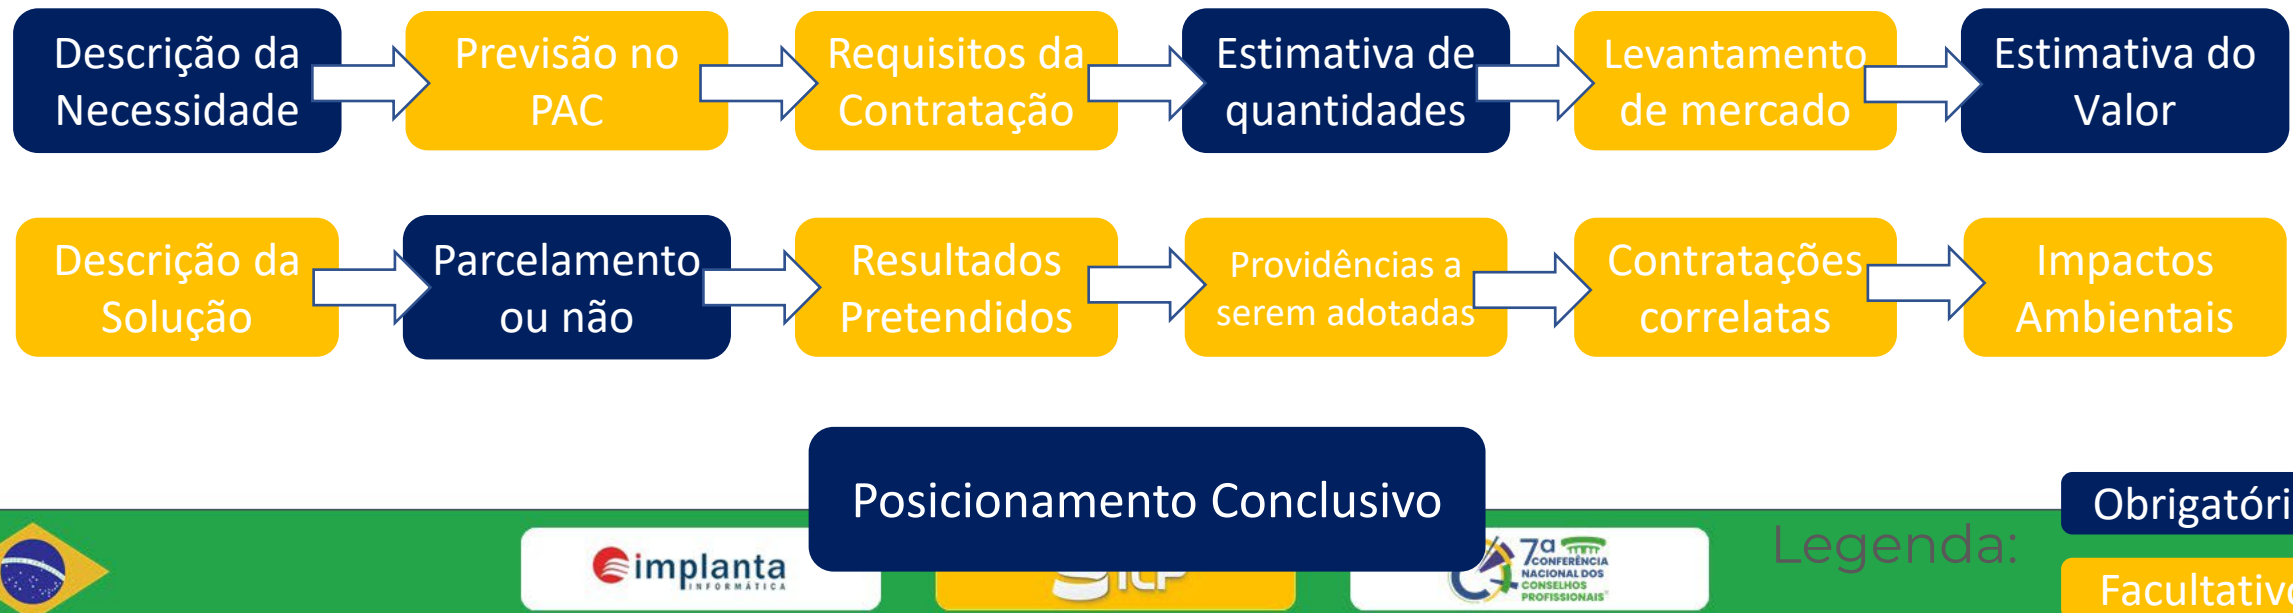 Descrição da
Necessidade
Previsão no
PAC
Requisitos da
Contratação
Estimativa de
quantidades
Levantamento
de mercado
Estimativa do
Valor
Descrição da
Solução
Parcelamento
ou não
Resultados
Pretendidos
Providências a
serem adotadas
Contratações
correlatas
Impactos
Ambientais
Posicionamento Conclusivo
implanta
INFORMÁTICA
7ª
CONFERÊNCIA
NACIONAL DOS
CONSELHOS
PROFISSIONAIS
Legenda:
Obrigatóri
Facultativo